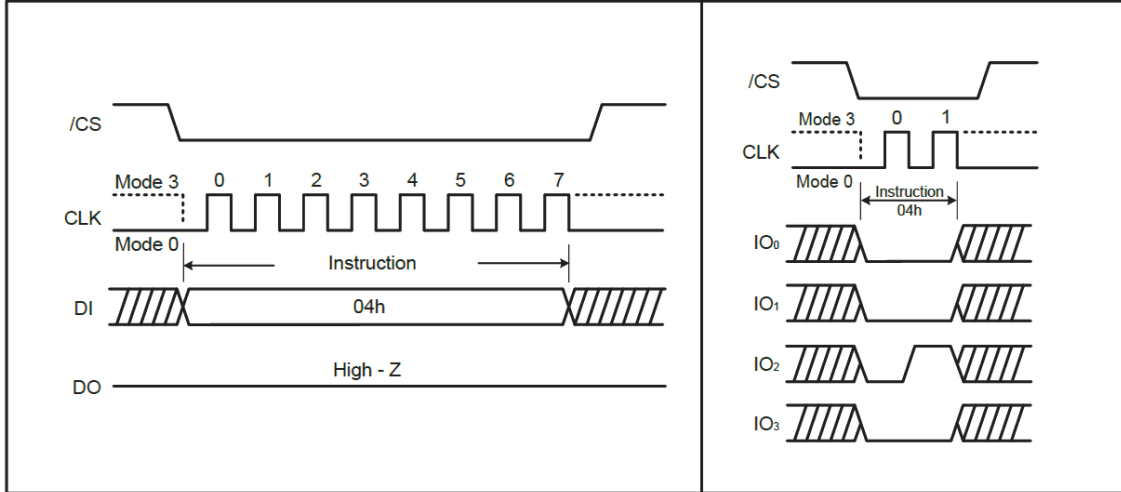 /CS
Mode 3 0 1 2 3 4 5 6 7
CLK
Mode 0
Instruction
DI 04h
High - Z
DO
/CS
Mode 3 0 1
CLK
Mode 0
Instruction
04h
IO₀
IO₁
IO₂
IO₃